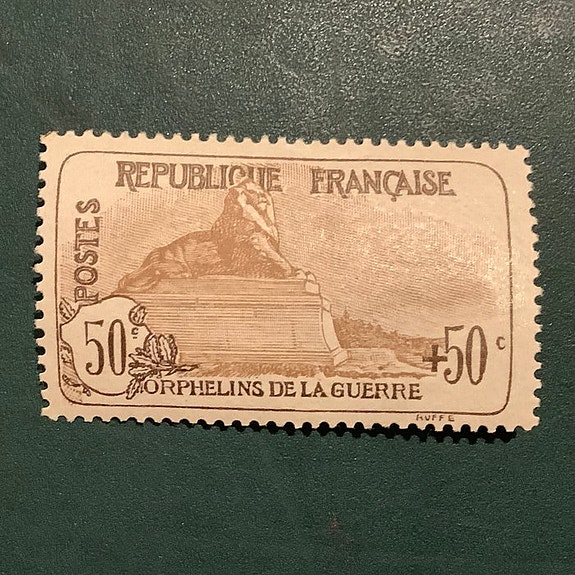 REPUBLIQUE FRANÇAISE
POSTES
50c
+50c
ORPHELINS DE LA GUERRE
RUFFE